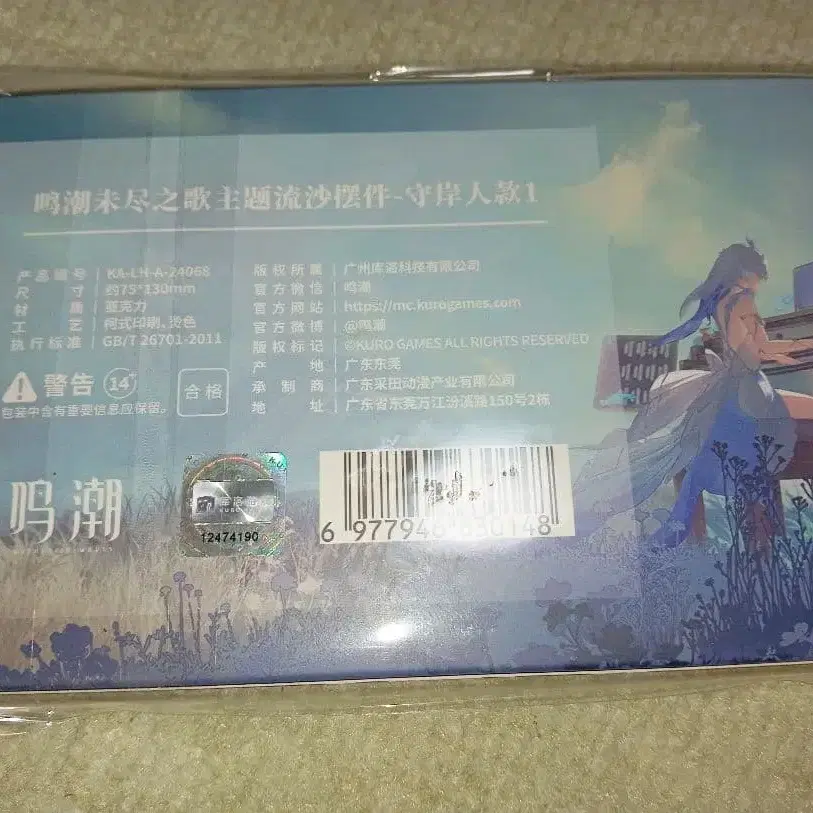 鸣潮未尽之歌主题流沙摆件-守岸人款1
产品编号 | KA-LH-A-24068
尺寸 | 约75*130mm
材质 | 亚克力
工艺 | 柯式印刷、烫色
执行标准 | GB/T 26701-2011
版权所属 | 广州库洛科技有限公司
官方微信 | 鸣潮
官方网站 | https://mc.kurogames.com
官方微博 | @鸣潮
版权标记 | ©KURO GAMES ALL RIGHTS RESERVED
产地 | 广东东莞
承制商 | 广东采田动漫产业有限公司
地址 | 广东省东莞万江汾溪路150号2栋
警告 14+
包装中含有重要信息应保留。
合格
鸣潮
12474190
6 977946